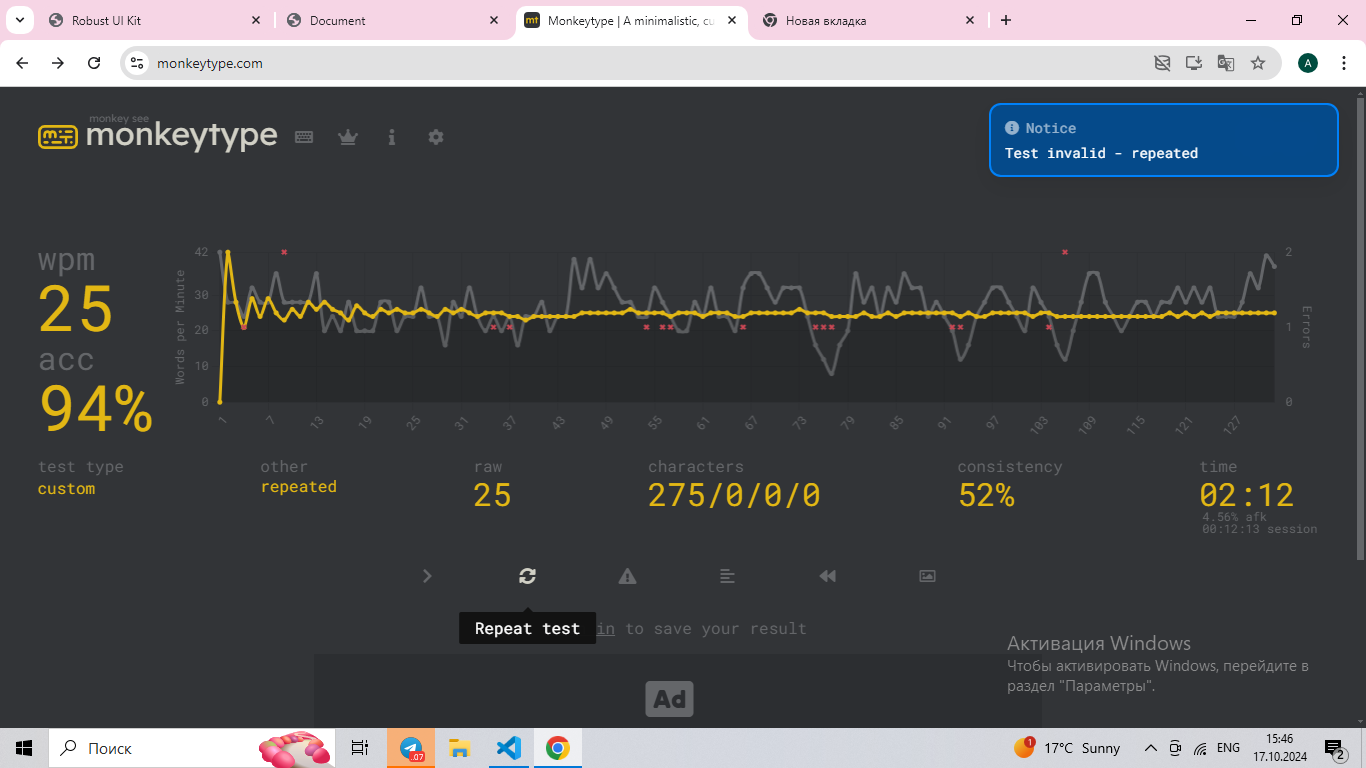 Robust UI Kit
Document
mt
Monkeytype | A minimalistic, cu
Новая вкладка
monkeytype.com
A
monkey see
monkeytype
Notice
Test invalid - repeated
wpm
25
acc
94%
Words per Minute
42
30
20
10
0
2
1
0
Errors
1 7 13 19 25 31 37 43 49 55 61 67 73 79 85 91 97 103 109 115 121 127
test type
custom
other
repeated
raw
25
characters
275/0/0/0
consistency
52%
time
02:12
4.56% afk
00:12:13 session
Repeat test
in to save your result
Ad
Активация Windows
Чтобы активировать Windows, перейдите в
раздел "Параметры".
Поиск
.07
1
17°C Sunny
ENG
15:46
17.10.2024
2